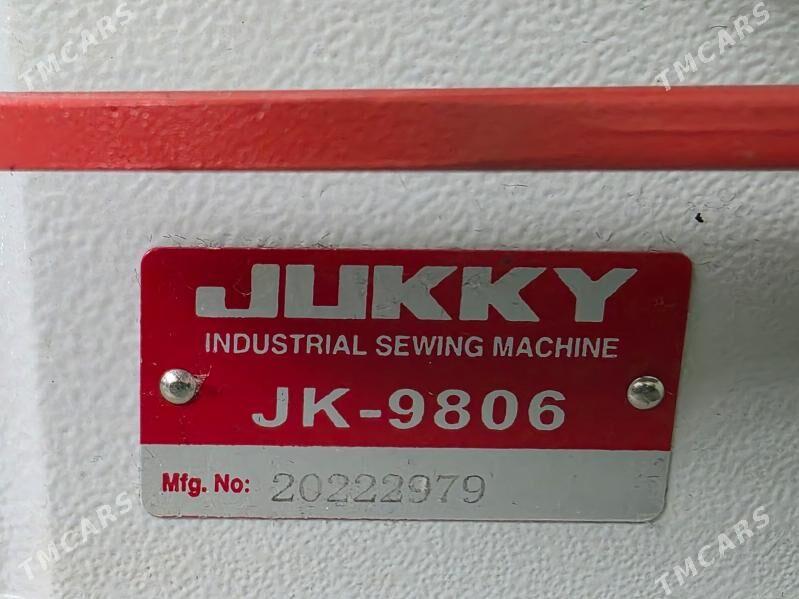 TMCARS
TMCARS
JUKKY
INDUSTRIAL SEWING MACHINE
JK-9806
Mfg. No: 20222979
TMCARS
TMCARS